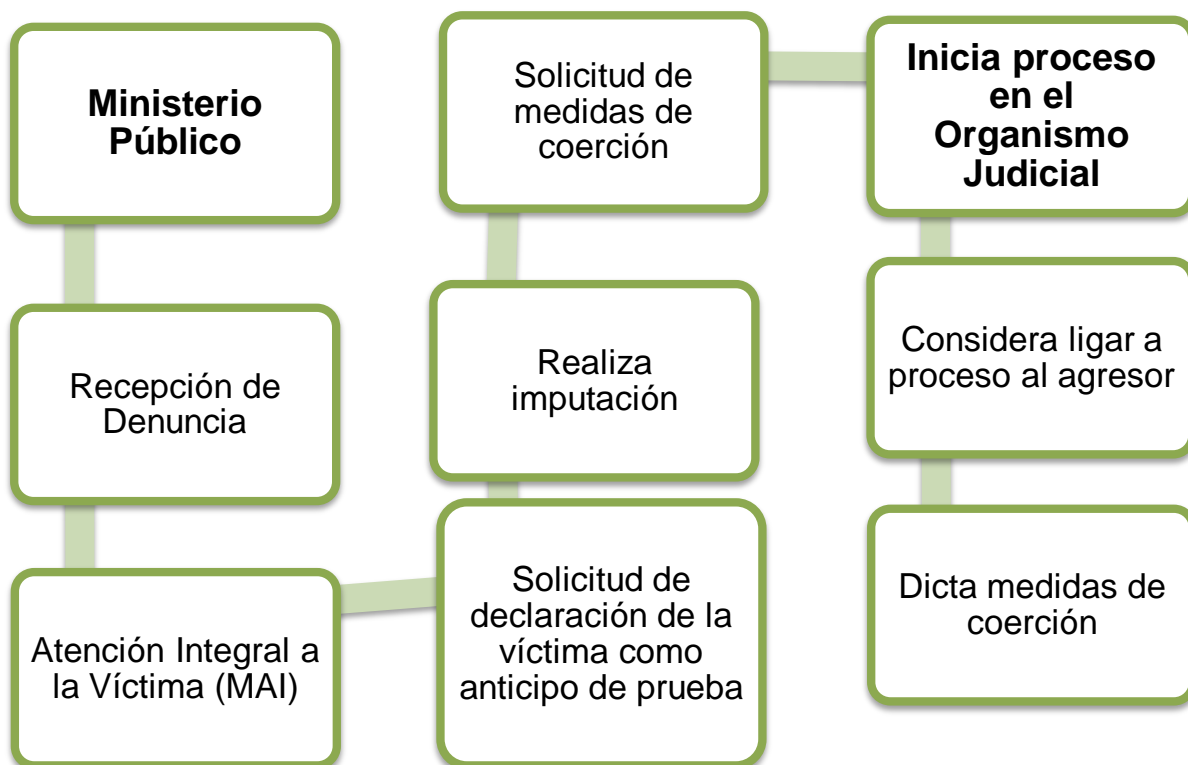 Ministerio
Público
Recepción de
Denuncia
Atención Integral a
la Víctima (MAI)
Solicitud de
declaración de la
víctima como
anticipo de prueba
Realiza
imputación
Solicitud de
medidas de
coerción
Inicia proceso
en el
Organismo
Judicial
Considera ligar a
proceso al agresor
Dicta medidas de
coerción